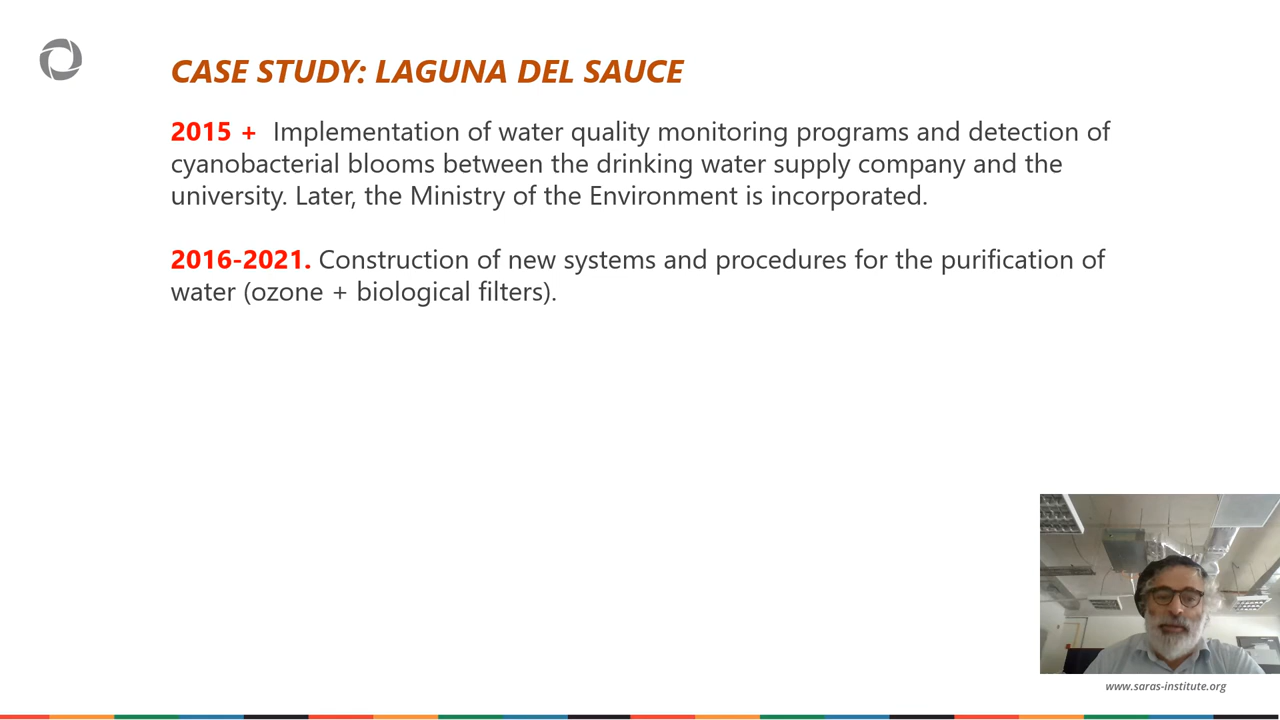 CASE STUDY: LAGUNA DEL SAUCE
2015 + Implementation of water quality monitoring programs and detection of
cyanobacterial blooms between the drinking water supply company and the
university. Later, the Ministry of the Environment is incorporated.
2016-2021. Construction of new systems and procedures for the purification of
water (ozone + biological filters).
www.saras-institute.org